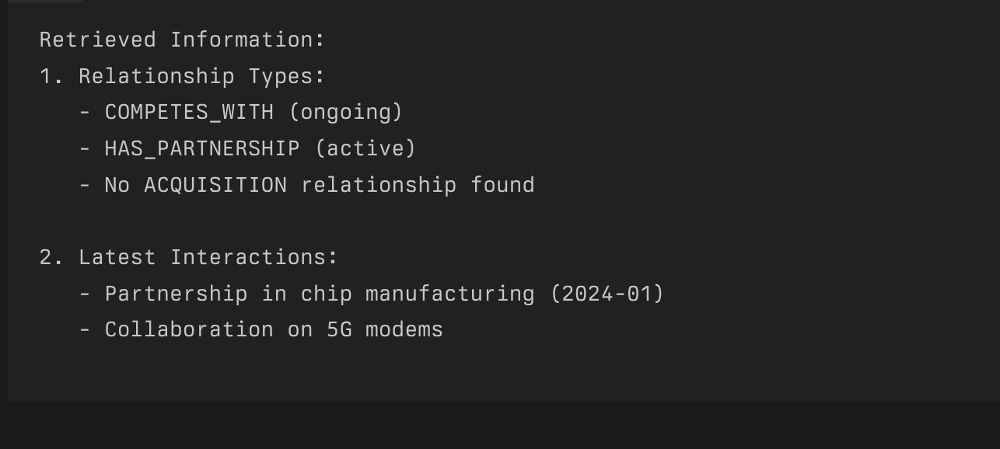 Retrieved Information:
1. Relationship Types:
   - COMPETES_WITH (ongoing)
   - HAS_PARTNERSHIP (active)
   - No ACQUISITION relationship found

2. Latest Interactions:
   - Partnership in chip manufacturing (2024-01)
   - Collaboration on 5G modems